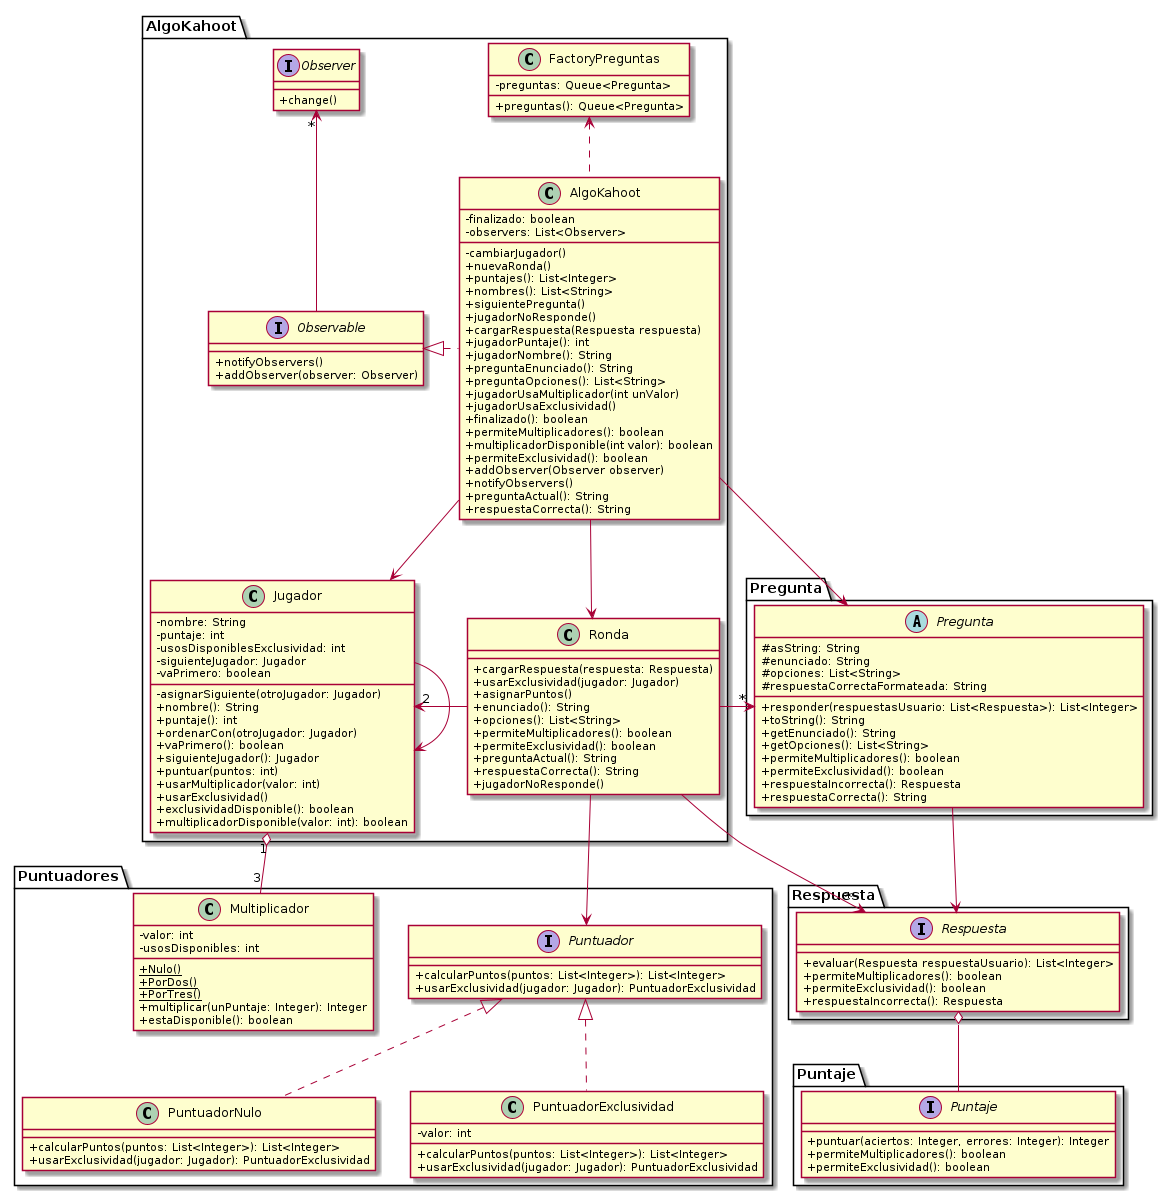 AlgoKahoot
I Observer
+change()
C FactoryPreguntas
-preguntas: Queue<Pregunta>
+preguntas(): Queue<Pregunta>
*
C AlgoKahoot
-finalizado: boolean
-observers: List<Observer>
-cambiarJugador()
+nuevaRonda()
+puntajes(): List<Integer>
+nombres(): List<String>
+siguientePregunta()
+jugadorNoResponde()
+cargarRespuesta(Respuesta respuesta)
+jugadorPuntaje(): int
+jugadorNombre(): String
+preguntaEnunciado(): String
+preguntaOpciones(): List<String>
+jugadorUsaMultiplicador(int unValor)
+jugadorUsaExclusividad()
+finalizado(): boolean
+permiteMultiplicadores(): boolean
+multiplicadorDisponible(int valor): boolean
+permiteExclusividad(): boolean
+addObserver(Observer observer)
+notifyObservers()
+preguntaActual(): String
+respuestaCorrecta(): String
I Observable
+notifyObservers()
+addObserver(observer: Observer)
C Jugador
-nombre: String
-puntaje: int
-usosDisponiblesExclusividad: int
-siguienteJugador: Jugador
-vaPrimero: boolean
-asignarSiguiente(otroJugador: Jugador)
+nombre(): String
+puntaje(): int
+ordenarCon(otroJugador: Jugador)
+vaPrimero(): boolean
+siguienteJugador(): Jugador
+puntuar(puntos: int)
+usarMultiplicador(valor: int)
+usarExclusividad()
+exclusividadDisponible(): boolean
+multiplicadorDisponible(valor: int): boolean
2
C Ronda
+cargarRespuesta(respuesta: Respuesta)
+usarExclusividad(jugador: Jugador)
+asignarPuntos()
+enunciado(): String
+opciones(): List<String>
+permiteMultiplicadores(): boolean
+permiteExclusividad(): boolean
+preguntaActual(): String
+respuestaCorrecta(): String
+jugadorNoResponde()
*
Pregunta
A Pregunta
#asString: String
#enunciado: String
#opciones: List<String>
#respuestaCorrectaFormateada: String
+responder(respuestasUsuario: List<Respuesta>): List<Integer>
+toString(): String
+getEnunciado(): String
+getOpciones(): List<String>
+permiteMultiplicadores(): boolean
+permiteExclusividad(): boolean
+respuestaIncorrecta(): Respuesta
+respuestaCorrecta(): String
1
3
Puntuadores
C Multiplicador
-valor: int
-usosDisponibles: int
+Nulo()
+PorDos()
+PorTres()
+multiplicar(unPuntaje: Integer): Integer
+estaDisponible(): boolean
I Puntuador
+calcularPuntos(puntos: List<Integer>): List<Integer>
+usarExclusividad(jugador: Jugador): PuntuadorExclusividad
C PuntuadorNulo
+calcularPuntos(puntos: List<Integer>): List<Integer>
+usarExclusividad(jugador: Jugador): PuntuadorExclusividad
C PuntuadorExclusividad
-valor: int
+calcularPuntos(puntos: List<Integer>): List<Integer>
+usarExclusividad(jugador: Jugador): PuntuadorExclusividad
Respuesta
*
I Respuesta
+evaluar(Respuesta respuestaUsuario): List<Integer>
+permiteMultiplicadores(): boolean
+permiteExclusividad(): boolean
+respuestaIncorrecta(): Respuesta
Puntaje
I Puntaje
+puntuar(aciertos: Integer, errores: Integer): Integer
+permiteMultiplicadores(): boolean
+permiteExclusividad(): boolean